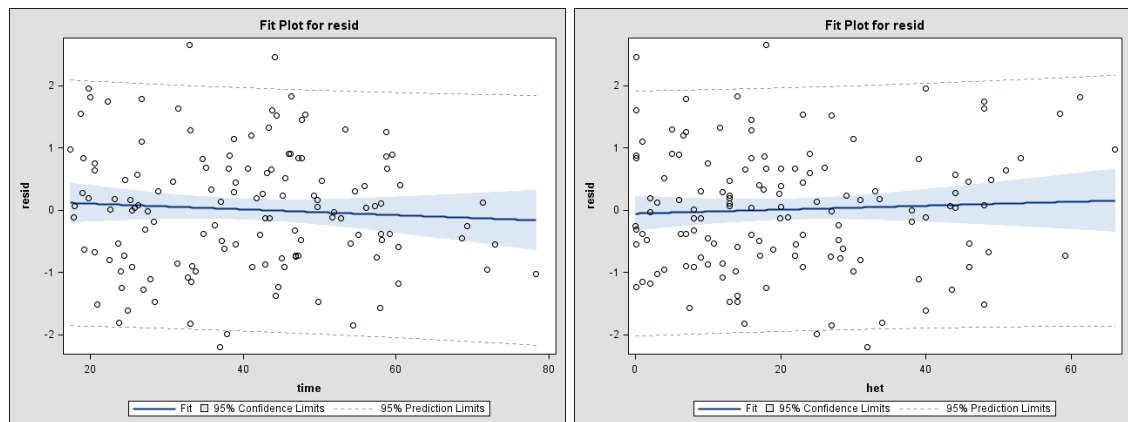 Fit Plot for resid
resid
2
1
0
-1
-2
20
40
60
80
time
Fit 95% Confidence Limits 95% Prediction Limits
Fit Plot for resid
resid
2
1
0
-1
-2
0
20
40
60
het
Fit 95% Confidence Limits 95% Prediction Limits